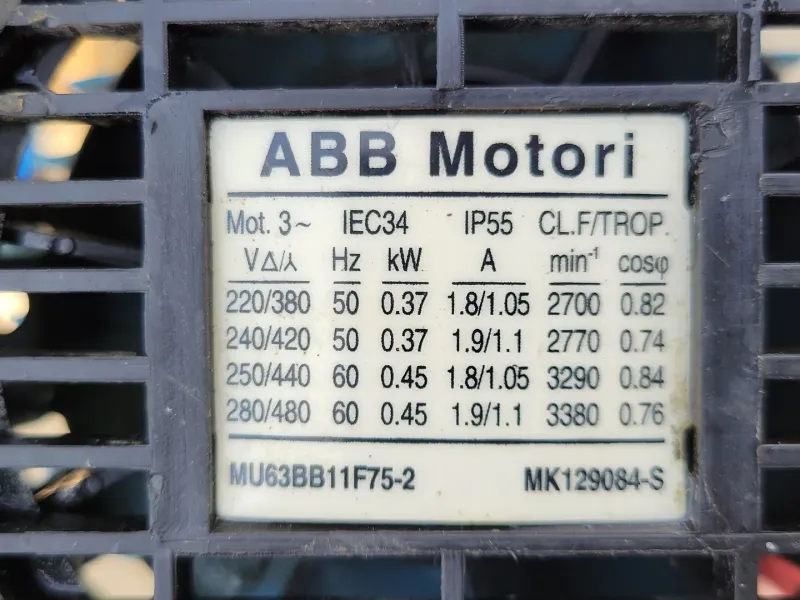 ABB Motori
Mot. 3~ IEC34 IP55 CL.F/TROP.
VΔ/⅄ Hz kW A min⁻¹ cosφ
220/380 50 0.37 1.8/1.05 2700 0.82
240/420 50 0.37 1.9/1.1 2770 0.74
250/440 60 0.45 1.8/1.05 3290 0.84
280/480 60 0.45 1.9/1.1 3380 0.76
MU63BB11F75-2 MK129084-S